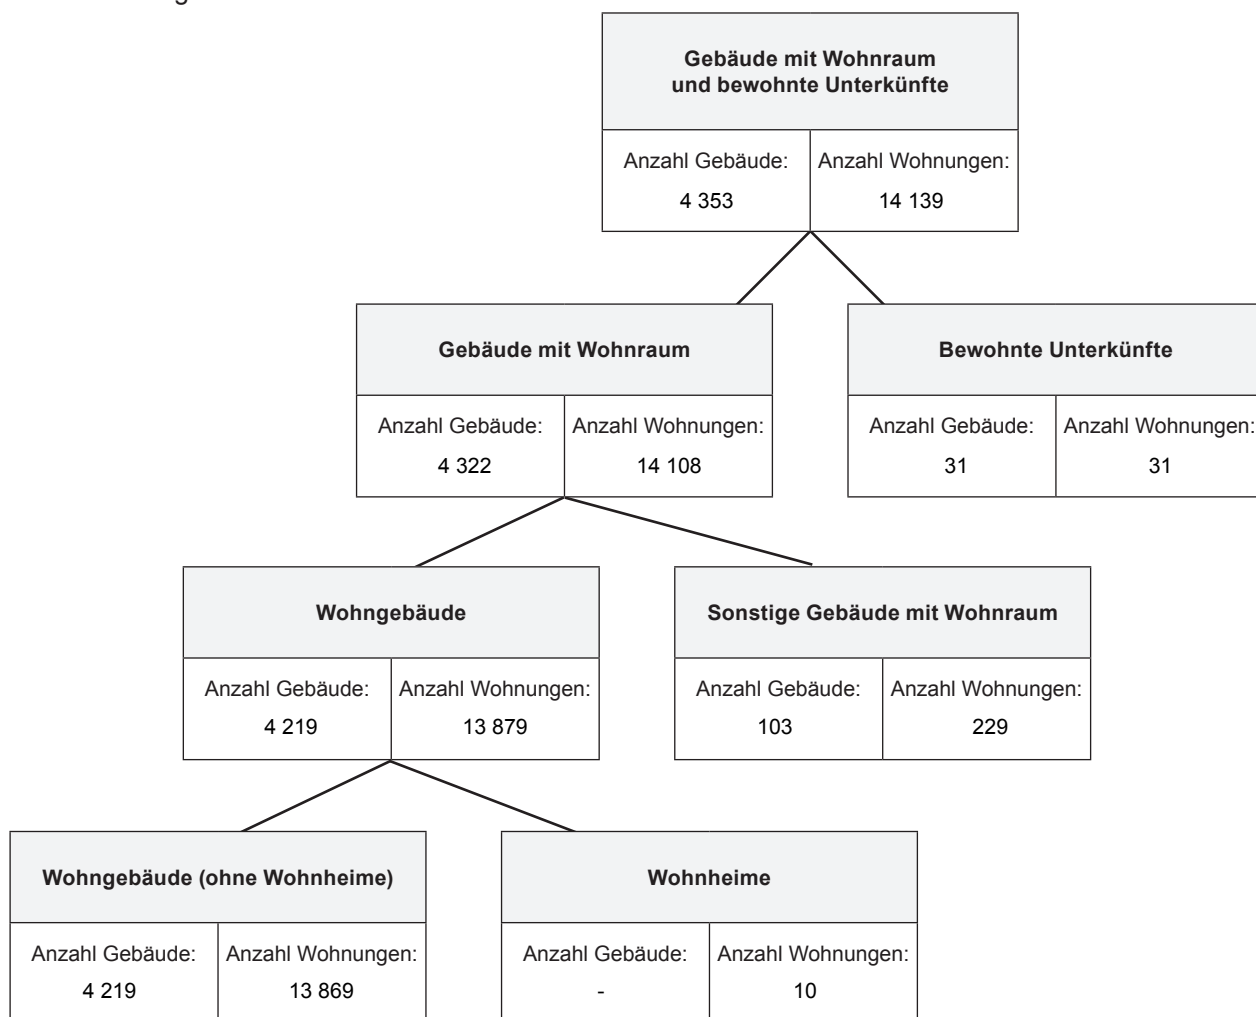 Gebäude mit Wohnraum
und bewohnte Unterkünfte
Anzahl Gebäude: Anzahl Wohnungen:
4 353 14 139
Gebäude mit Wohnraum
Anzahl Gebäude: Anzahl Wohnungen:
4 322 14 108
Bewohnte Unterkünfte
Anzahl Gebäude: Anzahl Wohnungen:
31 31
Wohngebäude
Anzahl Gebäude: Anzahl Wohnungen:
4 219 13 879
Sonstige Gebäude mit Wohnraum
Anzahl Gebäude: Anzahl Wohnungen:
103 229
Wohngebäude (ohne Wohnheime)
Anzahl Gebäude: Anzahl Wohnungen:
4 219 13 869
Wohnheime
Anzahl Gebäude: Anzahl Wohnungen:
- 10